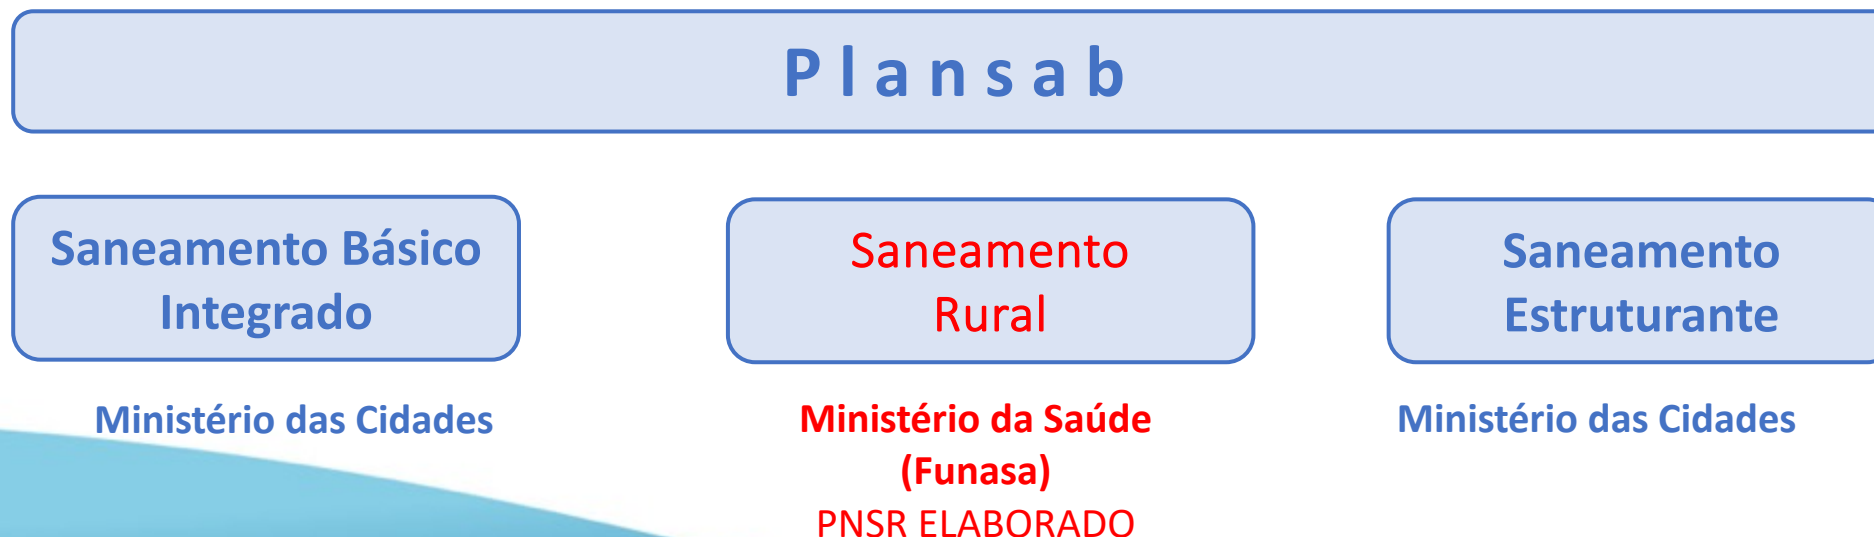 Plansab
Saneamento Básico
Integrado
Ministério das Cidades
Saneamento
Rural
Ministério da Saúde
(Funasa)
PNSR ELABORADO
Saneamento
Estruturante
Ministério das Cidades